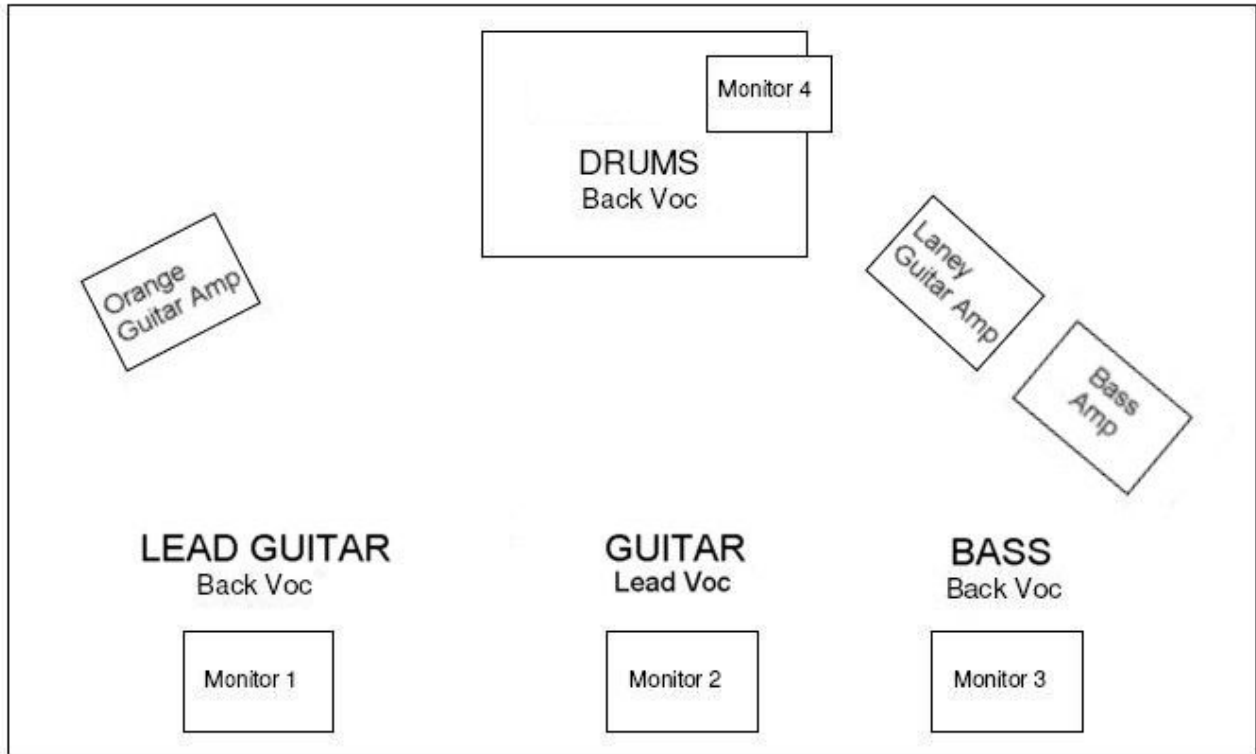 Monitor 4
DRUMS
Back Voc
Orange
Guitar Amp
Laney
Guitar Amp
Bass
Amp
LEAD GUITAR
Back Voc
GUITAR
Lead Voc
BASS
Back Voc
Monitor 1
Monitor 2
Monitor 3